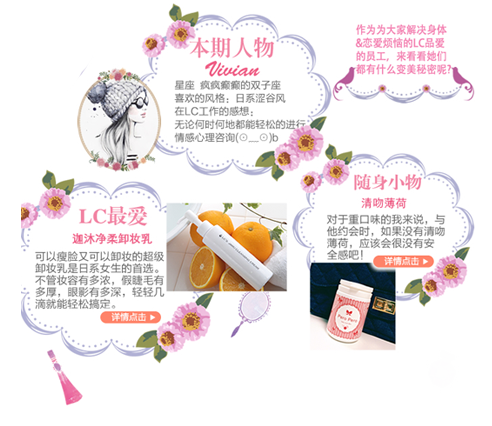 本期人物
Vivian
星座 疯疯癫癫的双子座
喜欢的风格；日系涩谷风
在LC工作的感想；
无论何时何地都能轻松的进行
情感心理咨询(⊙__⊙)b
作为为大家解决身体
&恋爱烦恼的LC品爱
的员工，来看看她们
都有什么变美秘密呢?
LC最爱
迦沐净柔卸妆乳
可以瘦脸又可以卸妆的超级
卸妆乳是日系女生的首选。
不管妆容有多浓，假睫毛有
多厚，眼影有多深，轻轻几
滴就能轻松搞定。
详情点击
随身小物
清吻薄荷
对于重口味的我来说，与
他约会时，如果没有清吻
薄荷，应该会很没有安
全感吧！
详情点击